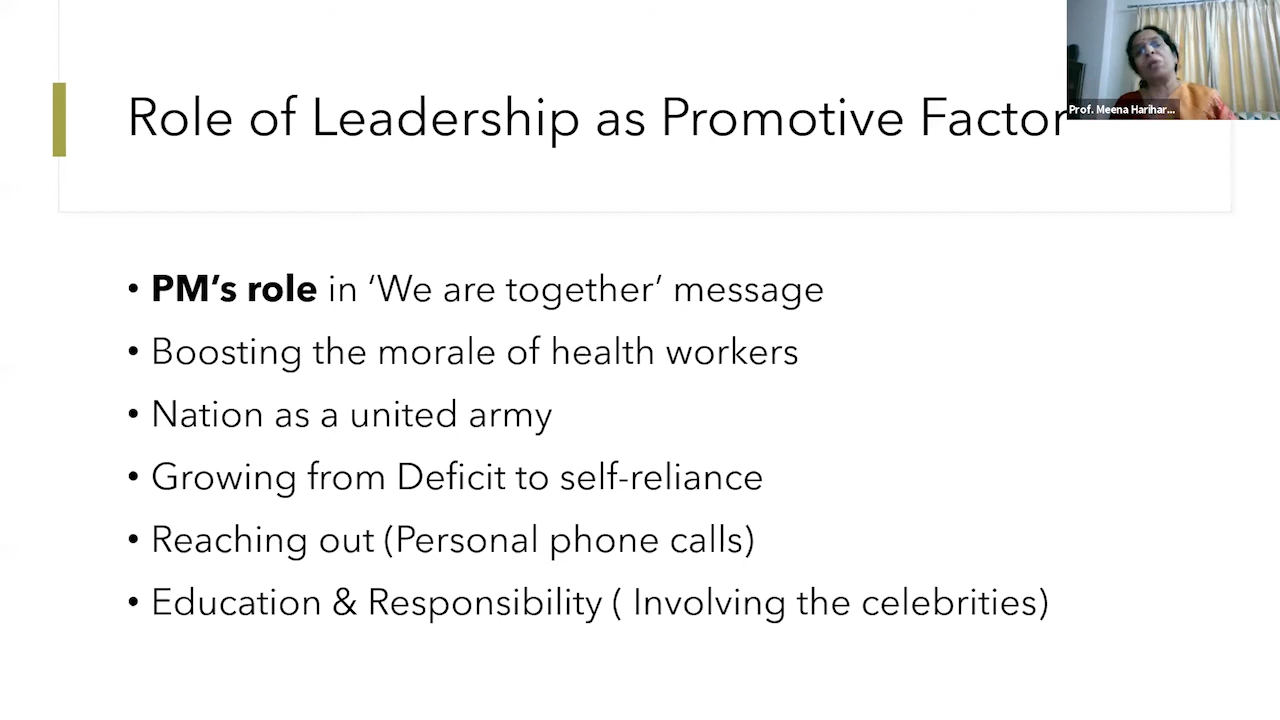 Role of Leadership as Promotive Factor
Prof. Meena Harihar...
• PM’s role in ‘We are together’ message
• Boosting the morale of health workers
• Nation as a united army
• Growing from Deficit to self-reliance
• Reaching out (Personal phone calls)
• Education & Responsibility ( Involving the celebrities)